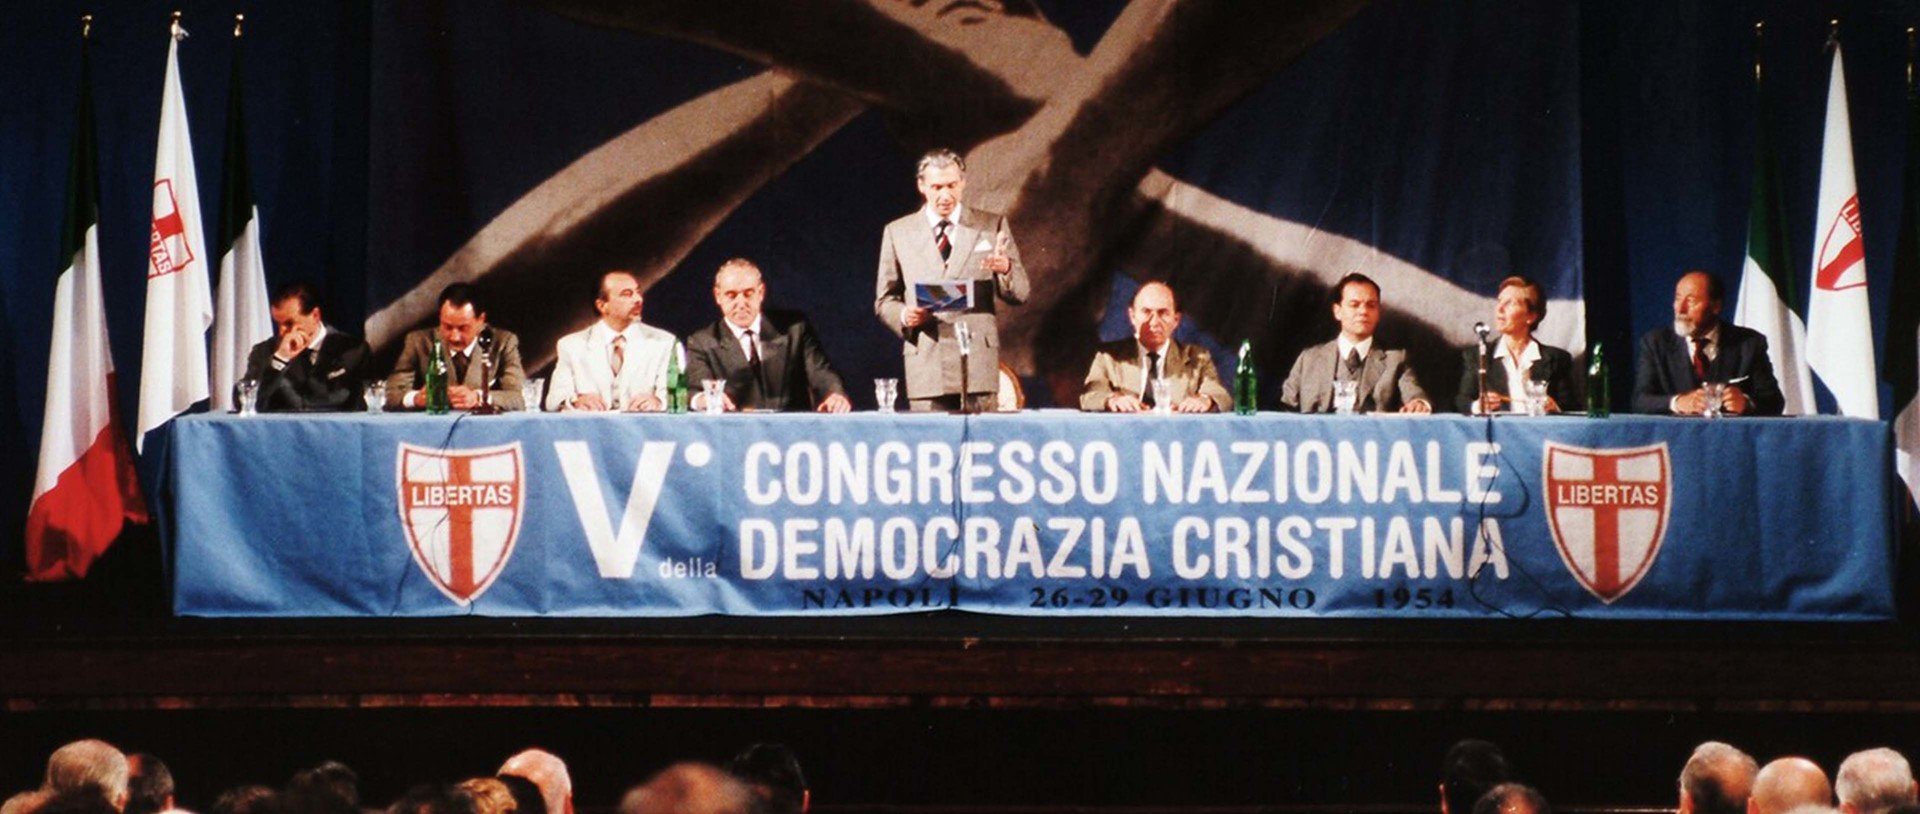 LIBERTAS
V°
CONGRESSO NAZIONALE
della DEMOCRAZIA CRISTIANA
NAPOLI 26-29 GIUGNO 1954
LIBERTAS